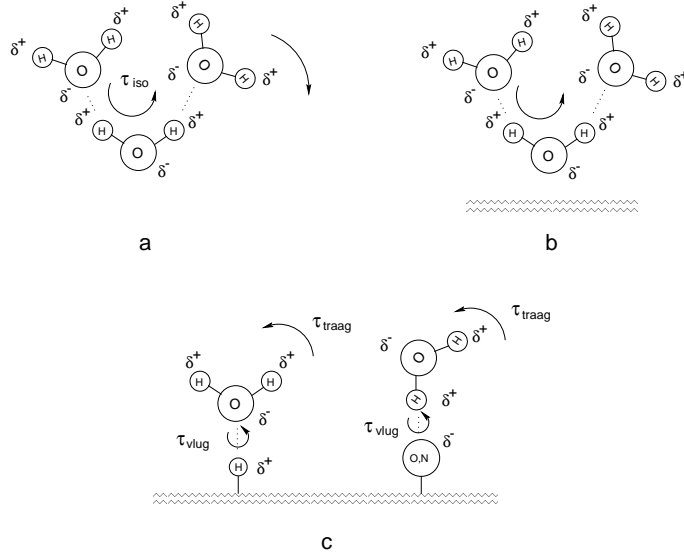 δ⁺ δ⁺ H H O δ⁻ τ iso
δ⁺ H O H δ⁻ δ⁺
δ⁺ H H δ⁺ O δ⁻
a
δ⁺ δ⁺ H H O δ⁻
δ⁺ H O H δ⁻ δ⁺
δ⁺ H H δ⁺ O δ⁻
b
τ traag
δ⁺ δ⁺
H H
O δ⁻
τ vlug
H δ⁺
τ traag
δ⁻ H δ⁺
O
H δ⁺
τ vlug δ⁻
O,N
c